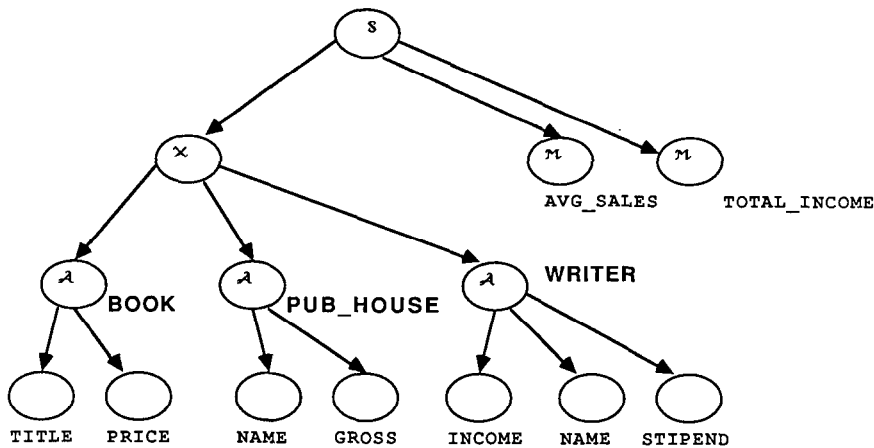 S
X
M M
AVG_SALES TOTAL_INCOME
A A A WRITER
BOOK PUB_HOUSE
TITLE PRICE NAME GROSS INCOME NAME STIPEND